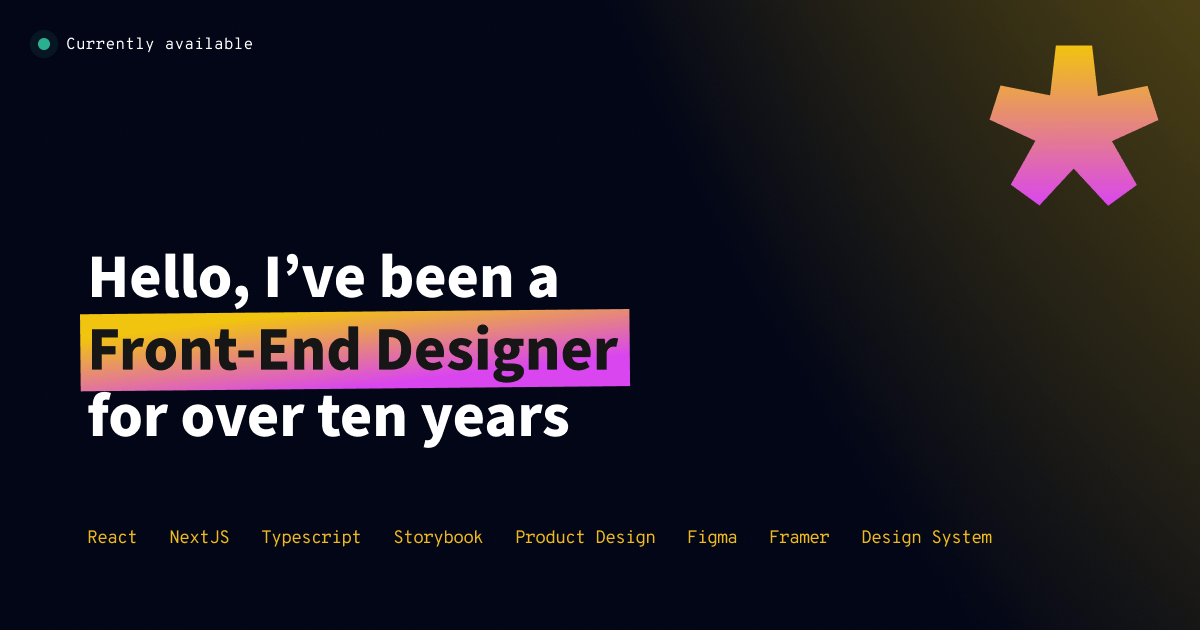 Currently available
Hello, I’ve been a
Front-End Designer
for over ten years
React NextJS Typescript Storybook Product Design Figma Framer Design System